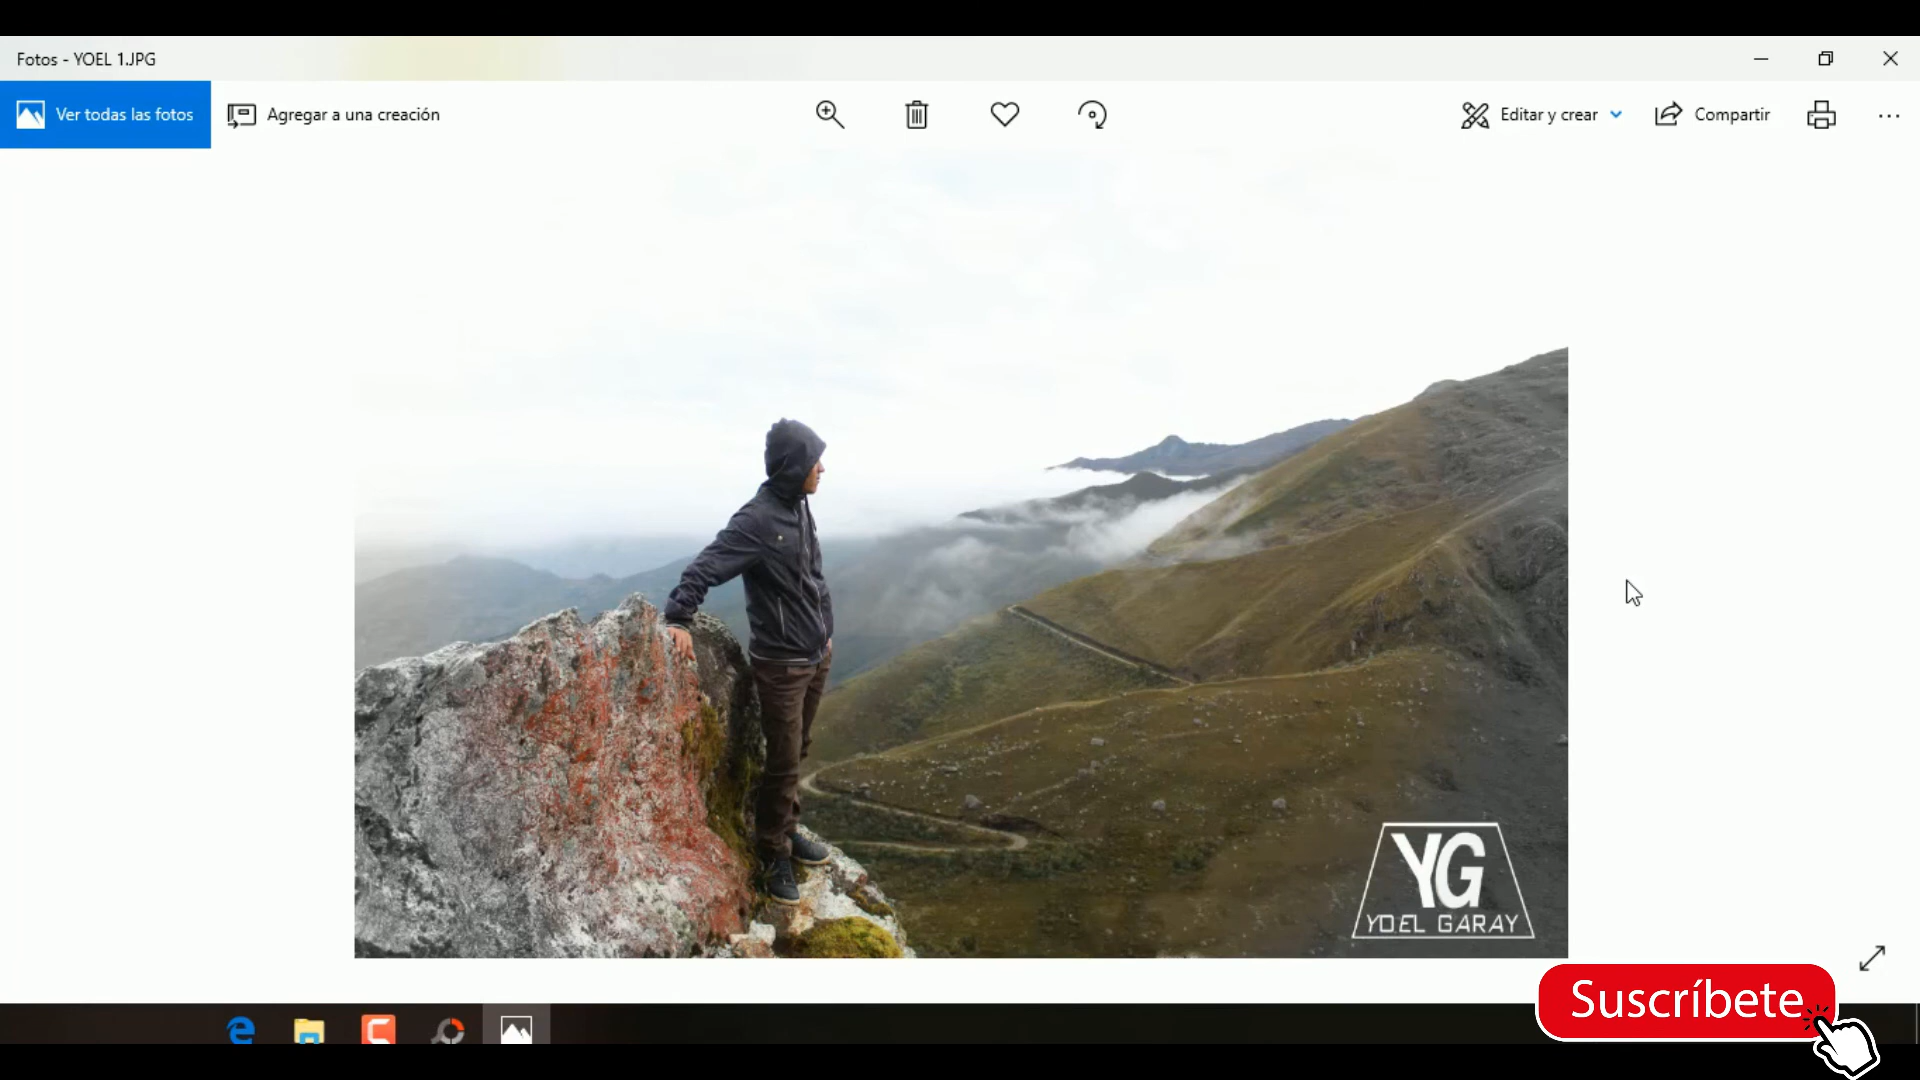 Fotos - YOEL 1.JPG
Ver todas las fotos
Agregar a una creación
Editar y crear
Compartir
YG
YOEL GARAY
Suscríbete